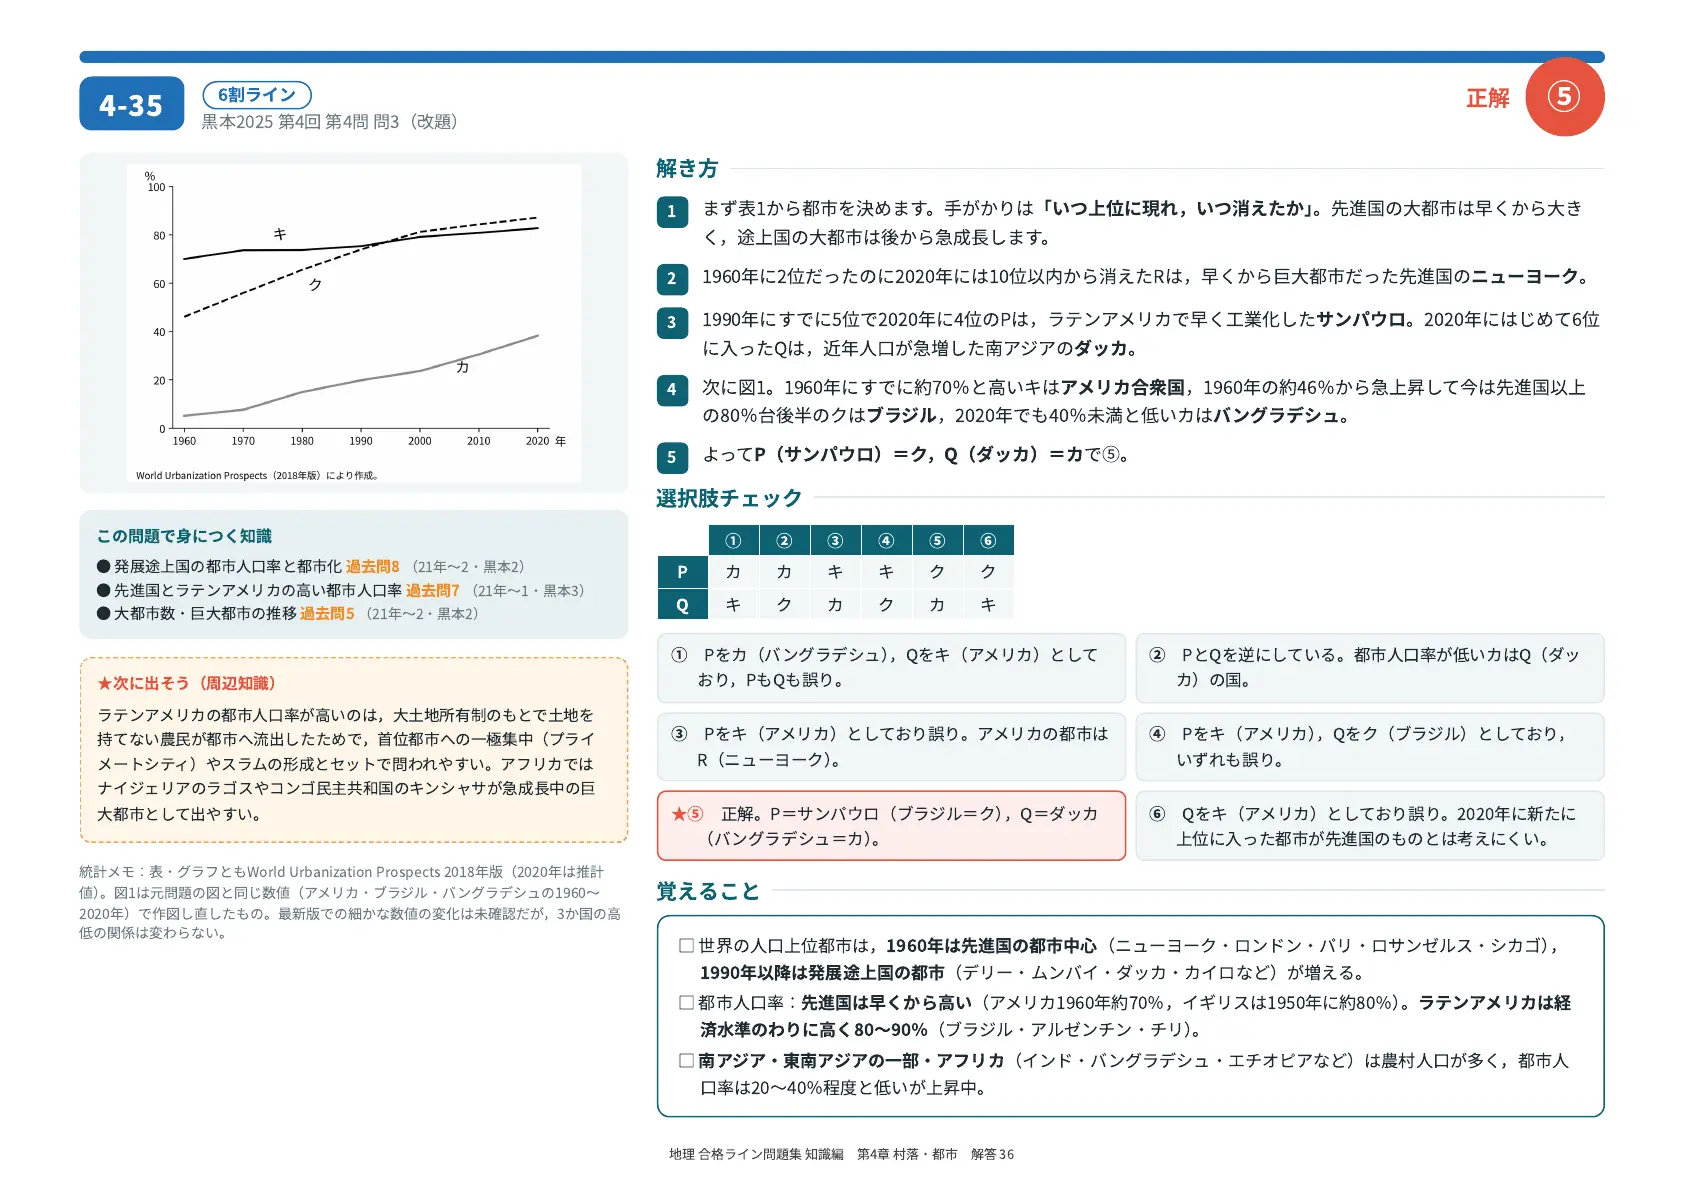 4-35
6割ライン
黒本2025 第4回 第4問 問3（改題）
正解 ⑤
%
100
80
60
40
20
0
キ
ク
カ
1960 1970 1980 1990 2000 2010 2020 年
World Urbanization Prospects（2018年版）により作成。
この問題で身につく知識
● 発展途上国の都市人口率と都市化 過去問8 （21年〜2・黒本2）
● 先進国とラテンアメリカの高い都市人口率 過去問7 （21年〜1・黒本3）
● 大都市数・巨大都市の推移 過去問5 （21年〜2・黒本2）
★次に出そう（周辺知識）
ラテンアメリカの都市人口率が高いのは，大土地所有制のもとで土地を
持てない農民が都市へ流出したためで，首位都市への一極集中（プライ
メートシティ）やスラムの形成とセットで問われやすい。アフリカでは
ナイジェリアのラゴスやコンゴ民主共和国のキンシャサが急成長中の巨
大都市として出やすい。
統計メモ：表・グラフともWorld Urbanization Prospects 2018年版（2020年は推計
値）。図1は元問題の図と同じ数値（アメリカ・ブラジル・バングラデシュの1960〜
2020年）で作図し直したもの。最新版での細かな数値の変化は未確認だが，3か国の高
低の関係は変わらない。
解き方
1 まず表1から都市を決めます。手がかりは「いつ上位に現れ，いつ消えたか」。先進国の大都市は早くから大き
く，途上国の大都市は後から急成長します。
2 1960年に2位だったのに2020年には10位以内から消えたRは，早くから巨大都市だった先進国のニューヨーク。
3 1990年にすでに5位で2020年に4位のPは，ラテンアメリカで早く工業化したサンパウロ。2020年にはじめて6位
に入ったQは，近年人口が急増した南アジアのダッカ。
4 次に図1。1960年にすでに約70%と高いキはアメリカ合衆国，1960年の約46%から急上昇して今は先進国以上
の80%台後半のクはブラジル，2020年でも40%未満と低いカはバングラデシュ。
5 よってP（サンパウロ）＝ク，Q（ダッカ）＝カで⑤。
選択肢チェック
① ② ③ ④ ⑤ ⑥
P カ カ キ キ ク ク
Q キ ク カ ク カ キ
① Pをカ（バングラデシュ），Qをキ（アメリカ）として
おり，PもQも誤り。
② PとQを逆にしている。都市人口率が低いカはQ（ダッ
カ）の国。
③ Pをキ（アメリカ）としており誤り。アメリカの都市は
R（ニューヨーク）。
④ Pをキ（アメリカ），Qをク（ブラジル）としており，
いずれも誤り。
★⑤ 正解。P＝サンパウロ（ブラジル＝ク），Q＝ダッカ
（バングラデシュ＝カ）。
⑥ Qをキ（アメリカ）としており誤り。2020年に新たに
上位に入った都市が先進国のものとは考えにくい。
覚えること
□ 世界の人口上位都市は，1960年は先進国の都市中心（ニューヨーク・ロンドン・パリ・ロサンゼルス・シカゴ），
1990年以降は発展途上国の都市（デリー・ムンバイ・ダッカ・カイロなど）が増える。
□ 都市人口率：先進国は早くから高い（アメリカ1960年約70%，イギリスは1950年に約80%）。ラテンアメリカは経
済水準のわりに高く80〜90%（ブラジル・アルゼンチン・チリ）。
□ 南アジア・東南アジアの一部・アフリカ（インド・バングラデシュ・エチオピアなど）は農村人口が多く，都市人
口率は20〜40%程度と低いが上昇中。
地理 合格ライン問題集 知識編 第4章 村落・都市 解答 36